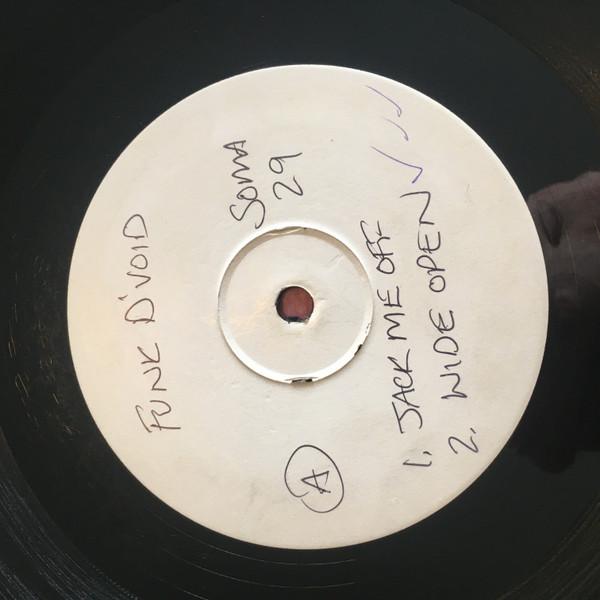 FUNK D'VOID
SOMA
29
A
1. JACK ME OFF
2. WIDE OPEN